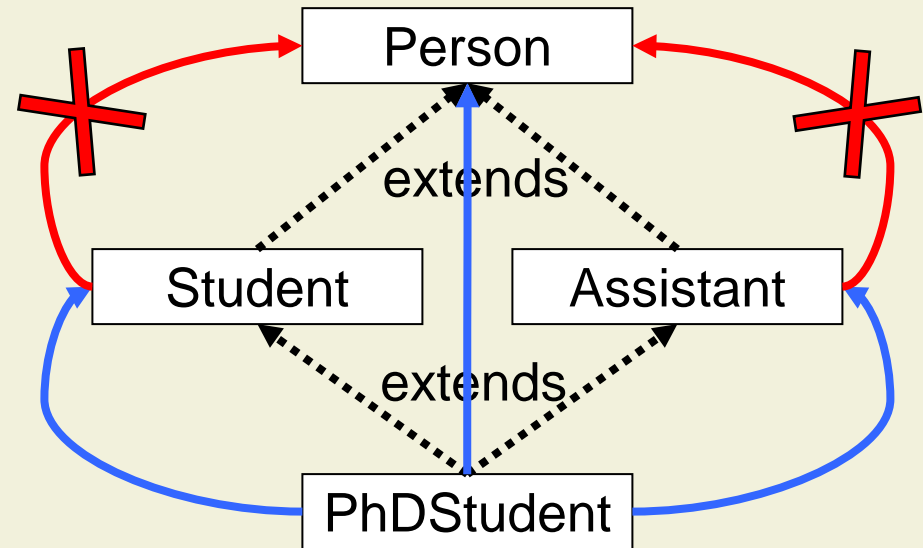 Person
extends
Student
Assistant
extends
PhDStudent